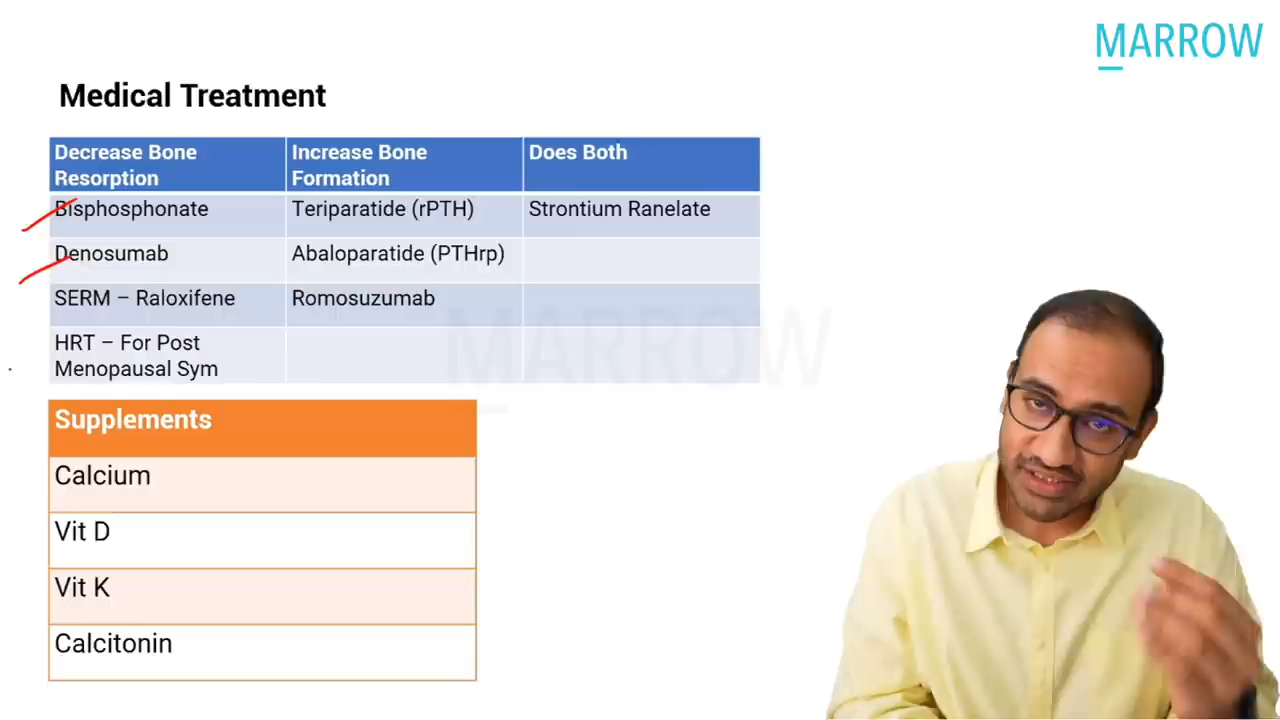 MARROW
Medical Treatment
Decrease Bone Resorption
Increase Bone Formation
Does Both
Bisphosphonate
Teriparatide (rPTH)
Strontium Ranelate
Denosumab
Abaloparatide (PTHrp)
SERM – Raloxifene
Romosuzumab
HRT – For Post
Menopausal Sym
MARROW
Supplements
Calcium
Vit D
Vit K
Calcitonin